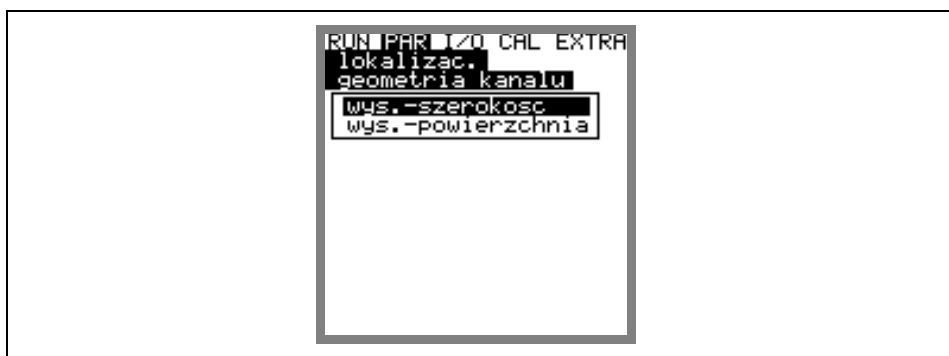 RUN PAR I/O CAL EXTRA
lokalizac.
geometria kanalu
wys.-szerokosc
wys.-powierzchnia